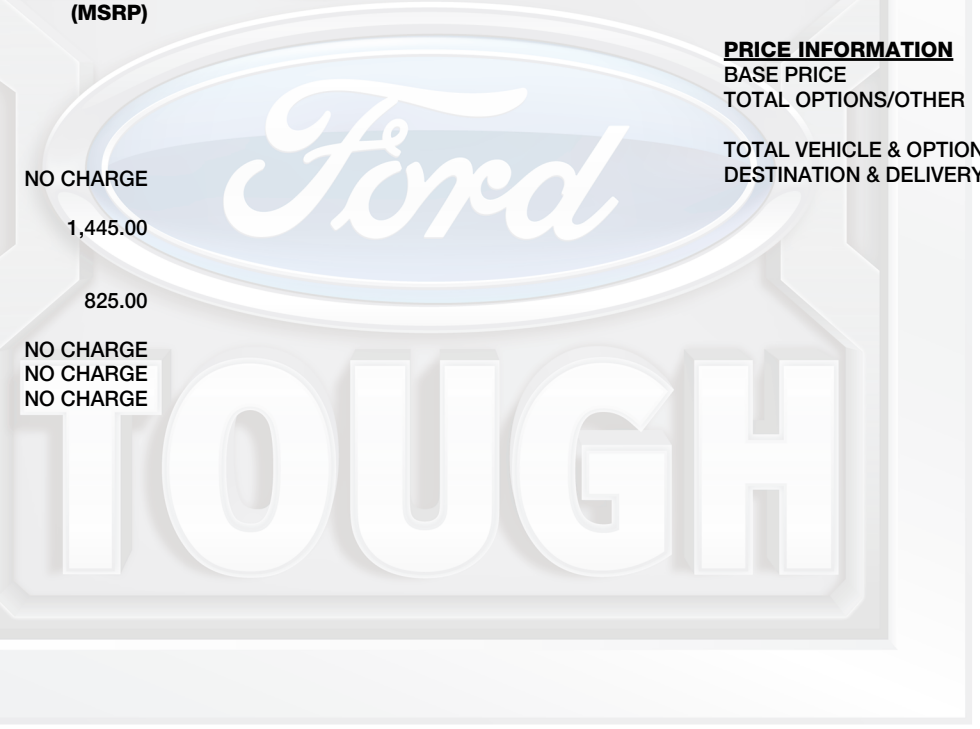 (MSRP)
NO CHARGE
1,445.00
825.00
NO CHARGE
NO CHARGE
NO CHARGE
PRICE INFORMATION
BASE PRICE
TOTAL OPTIONS/OTHER
TOTAL VEHICLE & OPTION
DESTINATION & DELIVERY
Ford
TOUGH